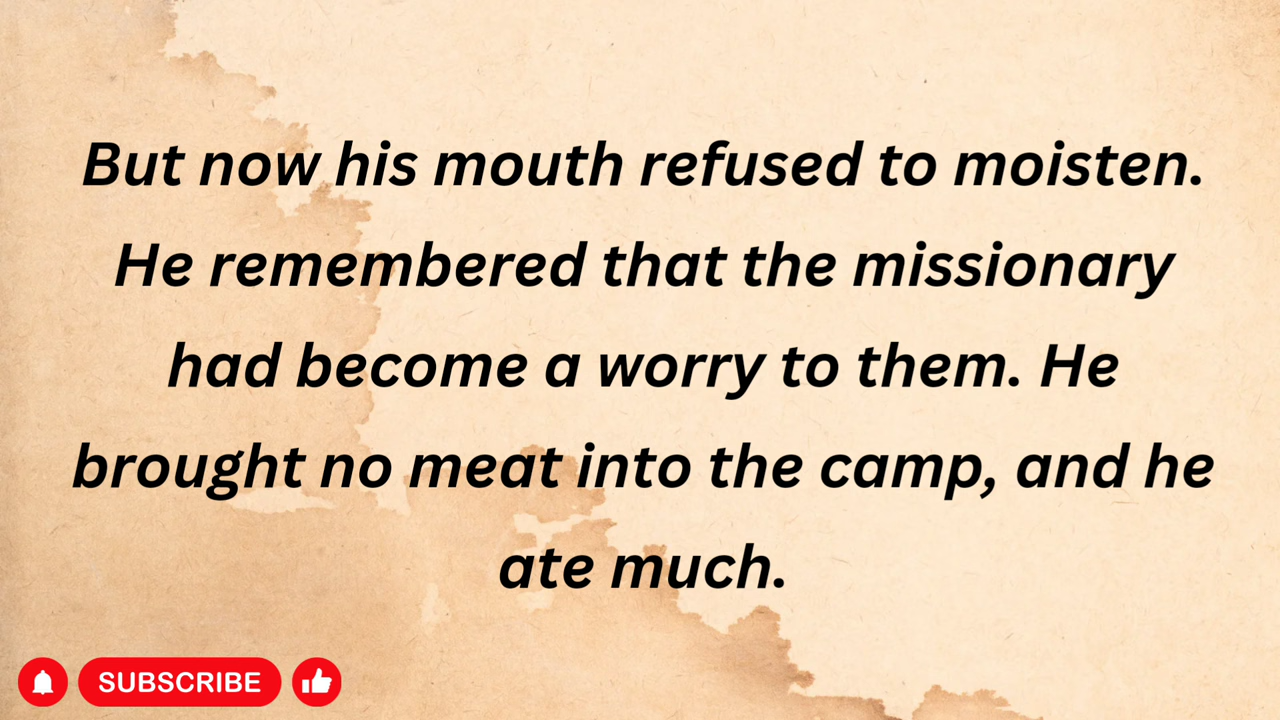 But now his mouth refused to moisten.
He remembered that the missionary
had become a worry to them. He
brought no meat into the camp, and he
ate much.
SUBSCRIBE